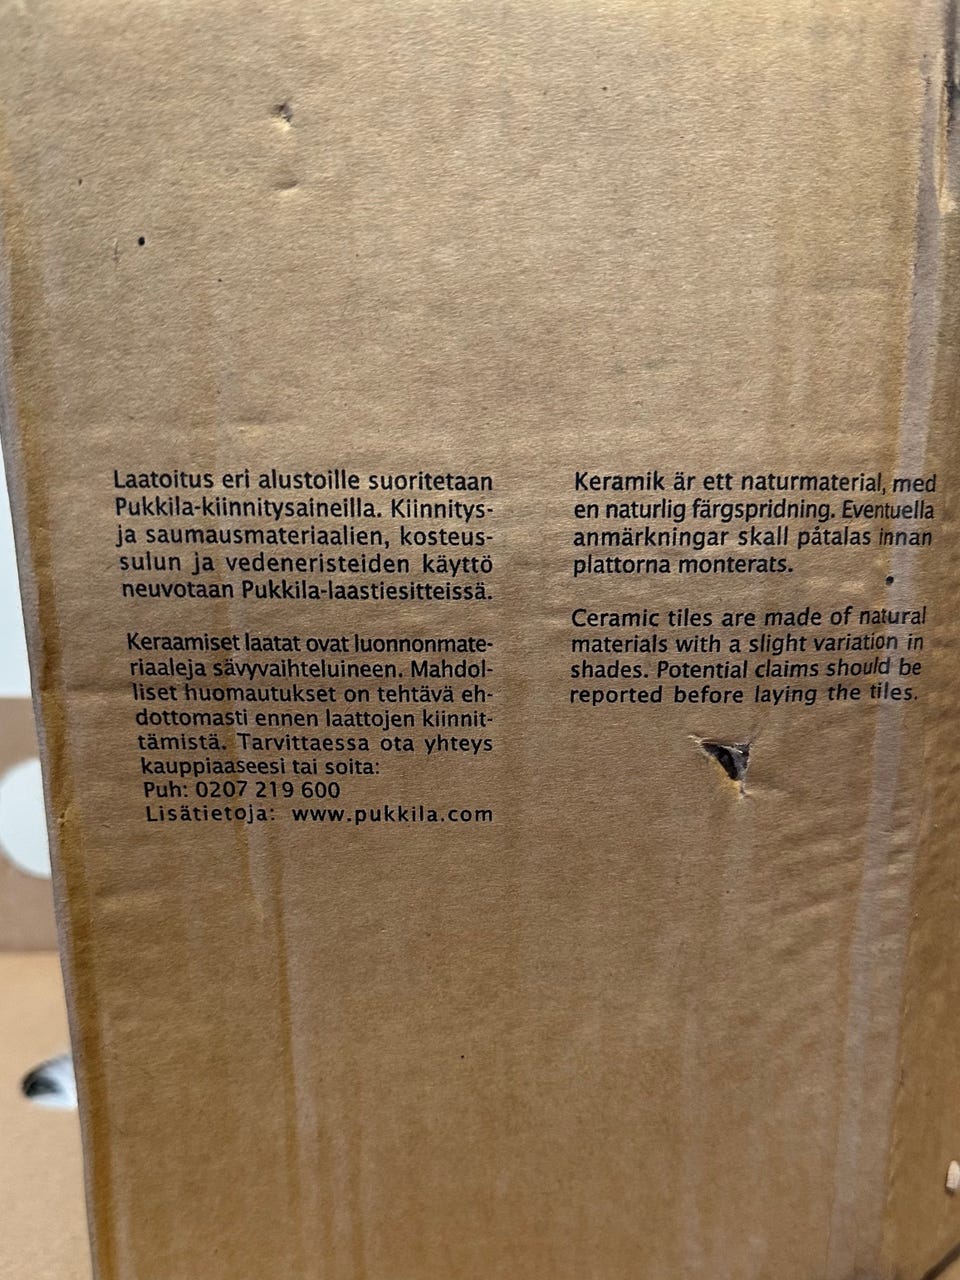 Laatoitus eri alustoille suoritetaan
Pukkila-kiinnitysaineilla. Kiinnitys-
ja saumausmateriaalien, kosteus-
sulun ja vedeneristeiden käyttö
neuvotaan Pukkila-laastiesitteissä.
Keraamiset laatat ovat luonnonmate-
riaaleja sävyvaihteluineen. Mahdol-
liset huomautukset on tehtävä eh-
dottomasti ennen laattojen kiinnit-
tämistä. Tarvittaessa ota yhteys
kauppiaaseesi tai soita:
Puh: 0207 219 600
Lisätietoja: www.pukkila.com
Keramik är ett naturmaterial, med
en naturlig färgspridning. Eventuella
anmärkningar skall påtalas innan
plattorna monterats.
Ceramic tiles are made of natural
materials with a slight variation in
shades. Potential claims should be
reported before laying the tiles.